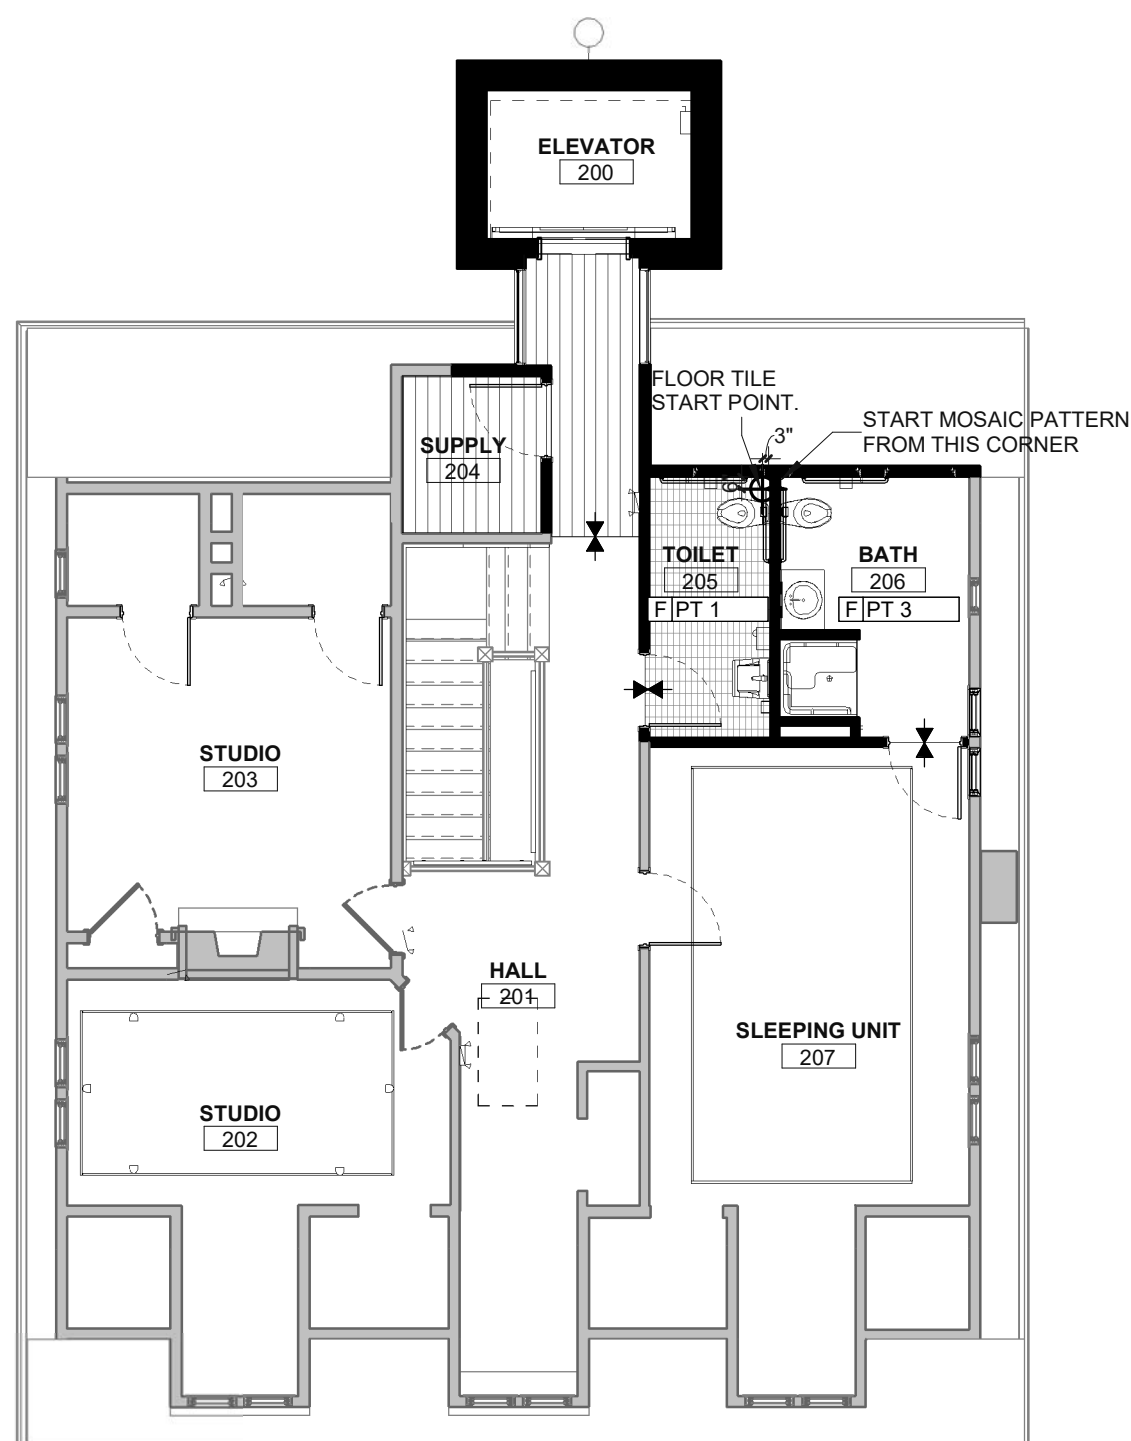 ELEVATOR
200
FLOOR TILE
START POINT.
START MOSAIC PATTERN
FROM THIS CORNER
3"
SUPPLY
204
TOILET
205
F PT 1
BATH
206
F PT 3
STUDIO
203
HALL
201
SLEEPING UNIT
207
STUDIO
202